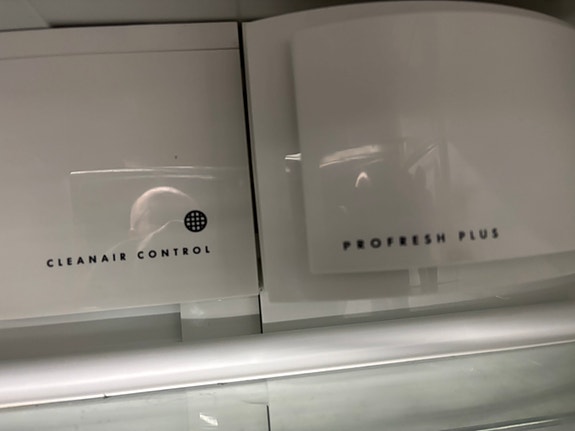 CLEANAIR CONTROL
PROFRESH PLUS